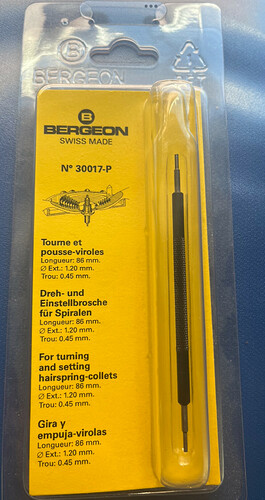 BERGEON
BERGEON
SWISS MADE
N° 30017-P
Tourne et
pousse-viroles
Longueur: 86 mm.
Ø Ext.: 1.20 mm.
Trou: 0.45 mm.
Dreh- und
Einstellbrosche
für Spiralen
Longueur: 86 mm.
Ø Ext.: 1.20 mm.
Trou: 0.45 mm.
For turning
and setting
hairspring-collets
Longueur: 86 mm.
Ø Ext.: 1.20 mm.
Trou: 0.45 mm.
Gira y
empuja-virolas
Longueur: 86 mm.
Ø Ext.: 1.20 mm.
Trou: 0.45 mm.